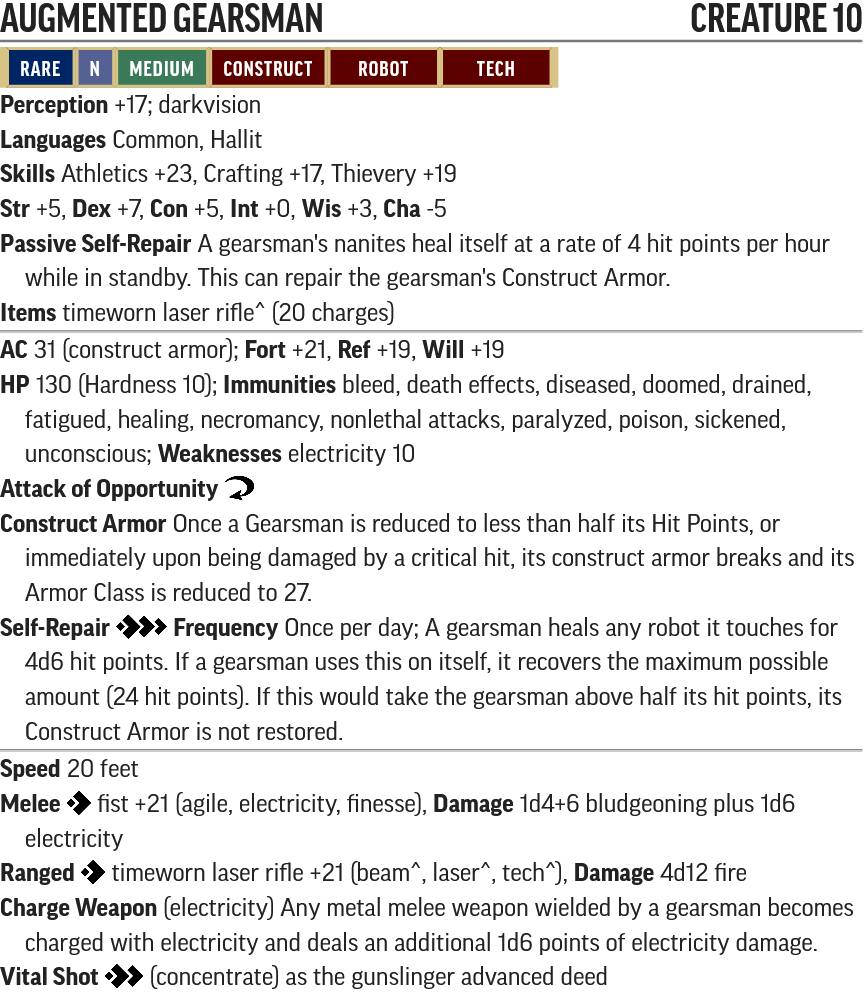 AUGMENTED GEARSMAN CREATURE 10
RARE N MEDIUM CONSTRUCT ROBOT TECH
Perception +17; darkvision
Languages Common, Hallit
Skills Athletics +23, Crafting +17, Thievery +19
Str +5, Dex +7, Con +5, Int +0, Wis +3, Cha -5
Passive Self-Repair A gearsman's nanites heal itself at a rate of 4 hit points per hour
while in standby. This can repair the gearsman's Construct Armor.
Items timeworn laser rifle^ (20 charges)
AC 31 (construct armor); Fort +21, Ref +19, Will +19
HP 130 (Hardness 10); Immunities bleed, death effects, diseased, doomed, drained,
fatigued, healing, necromancy, nonlethal attacks, paralyzed, poison, sickened,
unconscious; Weaknesses electricity 10
Attack of Opportunity
Construct Armor Once a Gearsman is reduced to less than half its Hit Points, or
immediately upon being damaged by a critical hit, its construct armor breaks and its
Armor Class is reduced to 27.
Self-Repair Frequency Once per day; A gearsman heals any robot it touches for
4d6 hit points. If a gearsman uses this on itself, it recovers the maximum possible
amount (24 hit points). If this would take the gearsman above half its hit points, its
Construct Armor is not restored.
Speed 20 feet
Melee fist +21 (agile, electricity, finesse), Damage 1d4+6 bludgeoning plus 1d6
electricity
Ranged timeworn laser rifle +21 (beam^, laser^, tech^), Damage 4d12 fire
Charge Weapon (electricity) Any metal melee weapon wielded by a gearsman becomes
charged with electricity and deals an additional 1d6 points of electricity damage.
Vital Shot (concentrate) as the gunslinger advanced deed